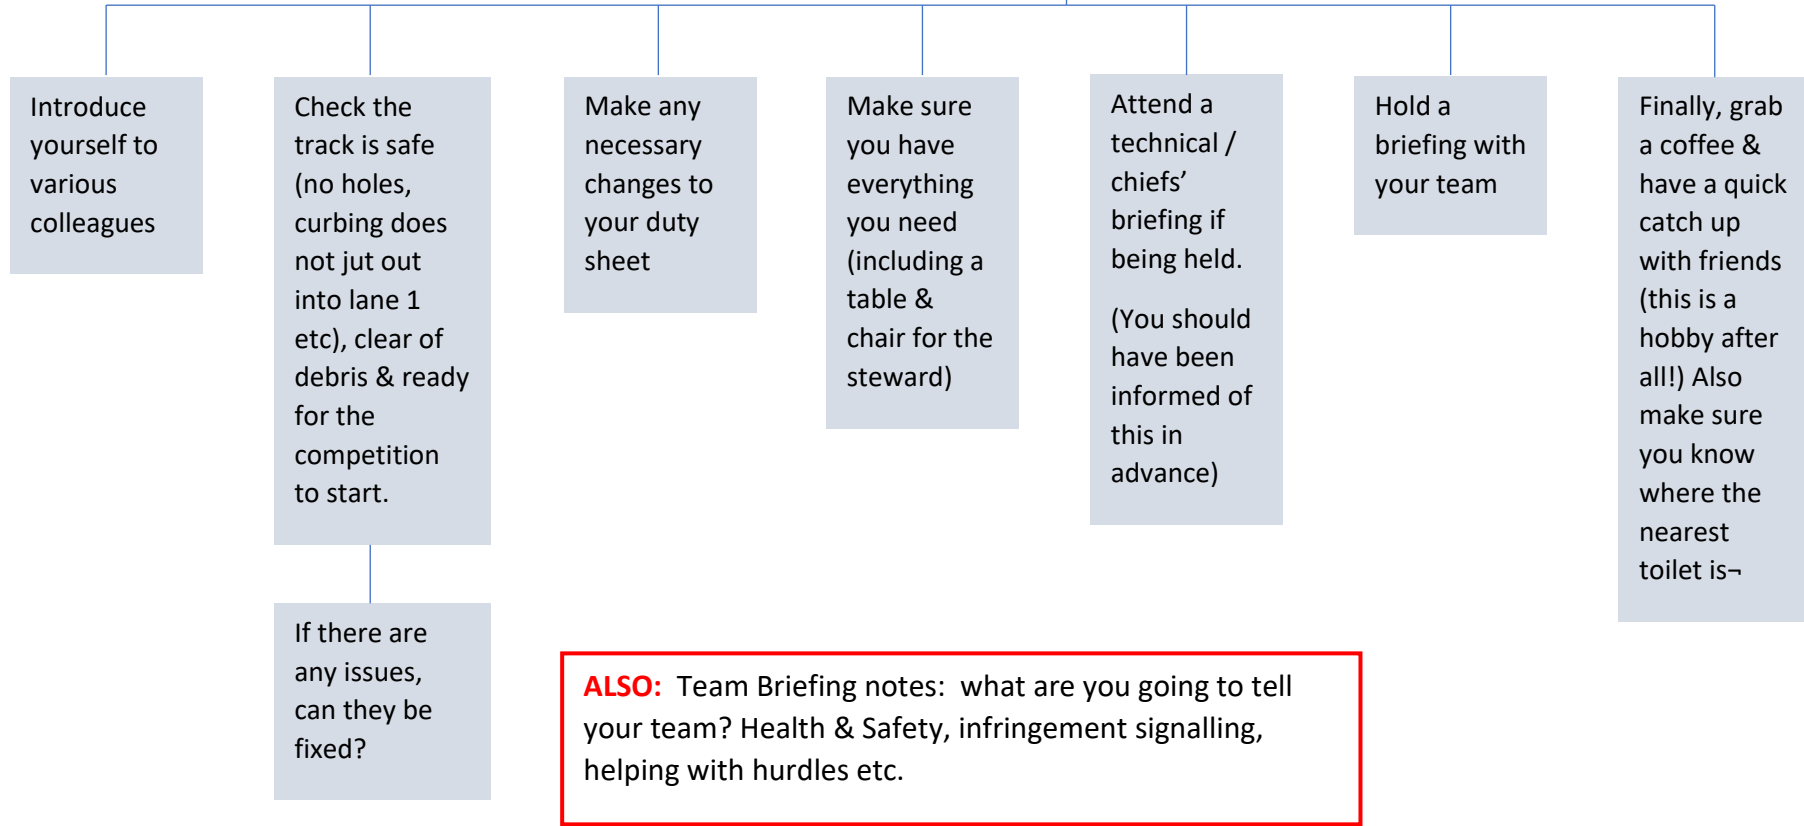 Introduce
yourself to
various
colleagues
Check the
track is safe
(no holes,
curbing does
not jut out
into lane 1
etc), clear of
debris & ready
for the
competition
to start.
If there are
any issues,
can they be
fixed?
Make any
necessary
changes to
your duty
sheet
Make sure
you have
everything
you need
(including a
table &
chair for the
steward)
Attend a
technical /
chiefs’
briefing if
being held.
(You should
have been
informed of
this in
advance)
Hold a
briefing with
your team
Finally, grab
a coffee &
have a quick
catch up
with friends
(this is a
hobby after
all!) Also
make sure
you know
where the
nearest
toilet is¬
ALSO: Team Briefing notes: what are you going to tell
your team? Health & Safety, infringement signalling,
helping with hurdles etc.